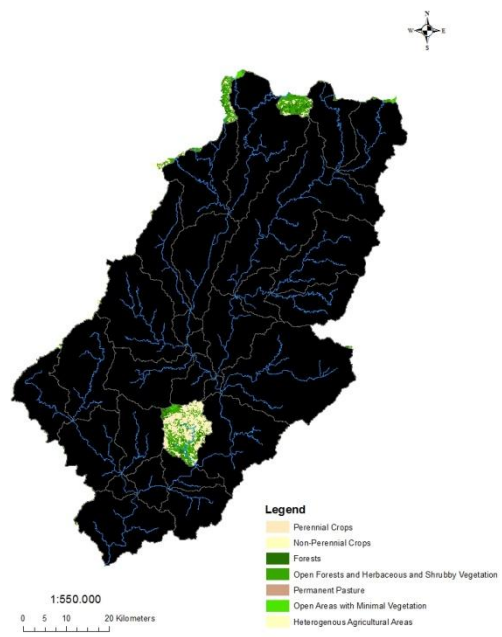 N
W E
S
Legend
Perennial Crops
Non-Perennial Crops
Forests
Open Forests and Herbaceous and Shrubby Vegetation
Permanent Pasture
Open Areas with Minimal Vegetation
Heterogenous Agricultural Areas
1:550.000
0 5 10 20 Kilometers